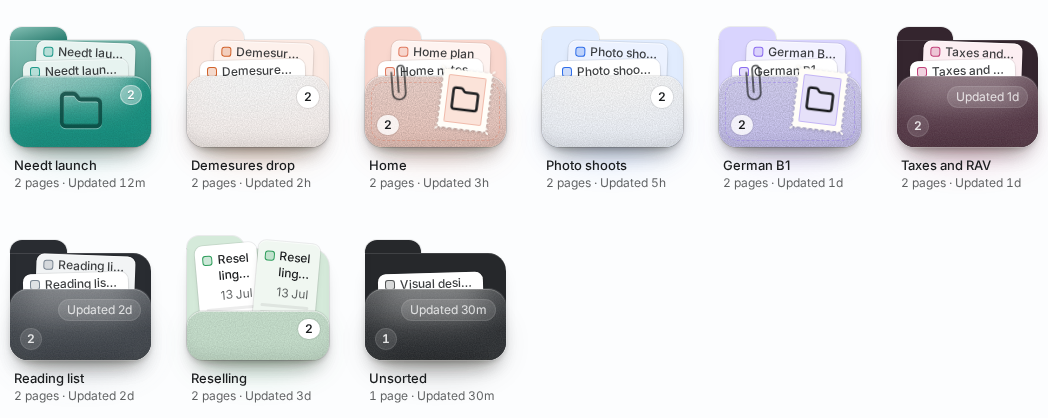 Needt lau...
Needt laun...
2
Needt launch
2 pages · Updated 12m
Demesur...
Demesure...
2
Demesures drop
2 pages · Updated 2h
Home plan
Home notes
2
Home
2 pages · Updated 3h
Photo sho...
Photo shoo...
2
Photo shoots
2 pages · Updated 5h
German B...
German B1
2
German B1
2 pages · Updated 1d
Taxes and...
Taxes and ...
Updated 1d
2
Taxes and RAV
2 pages · Updated 1d
Reading li...
Reading lis...
Updated 2d
2
Reading list
2 pages · Updated 2d
Resel
ling...
13 Jul
Resel
ling...
13 Jul
2
Reselling
2 pages · Updated 3d
Visual desi...
Updated 30m
1
Unsorted
1 page · Updated 30m